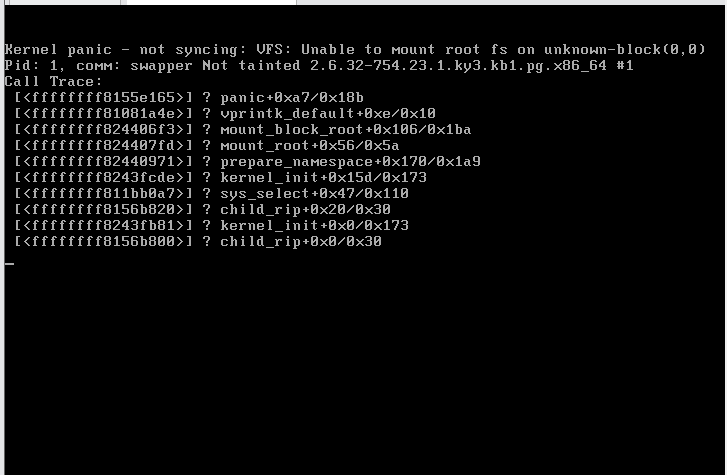 Kernel panic - not syncing: VFS: Unable to mount root fs on unknown-block(0,0)
Pid: 1, comm: swapper Not tainted 2.6.32-754.23.1.ky3.kb1.pg.x86_64 #1
Call Trace:
[<ffffffff8155e165>] ? panic+0xa7/0x18b
[<ffffffff81081a4e>] ? vprintk_default+0xe/0x10
[<ffffffff824406f3>] ? mount_block_root+0x106/0x1ba
[<ffffffff824407fd>] ? mount_root+0x56/0x5a
[<ffffffff82440971>] ? prepare_namespace+0x170/0x1a9
[<ffffffff8243fcde>] ? kernel_init+0x15d/0x173
[<ffffffff811bb0a7>] ? sys_select+0x47/0x110
[<ffffffff8156b820>] ? child_rip+0x20/0x30
[<ffffffff8243fb81>] ? kernel_init+0x0/0x173
[<ffffffff8156b800>] ? child_rip+0x0/0x30